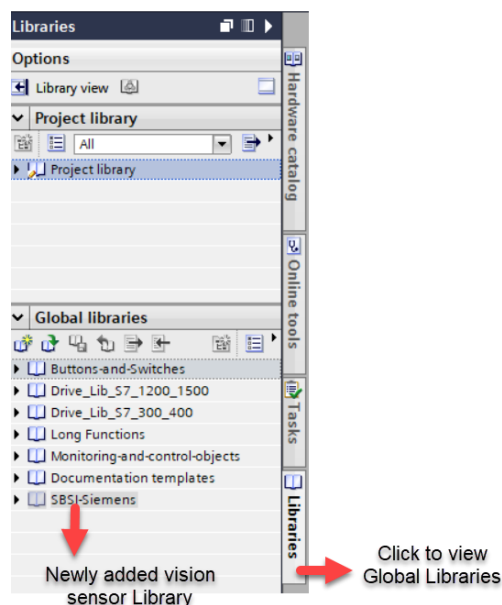 Libraries
Options
Library view
Project library
All
Project library
Global libraries
Buttons-and-Switches
Drive_Lib_S7_1200_1500
Drive_Lib_S7_300_400
Long Functions
Monitoring-and-control-objects
Documentation templates
SBSI-Siemens
Newly added vision
sensor Library
Hardware catalog
Online tools
Tasks
Libraries
Click to view
Global Libraries